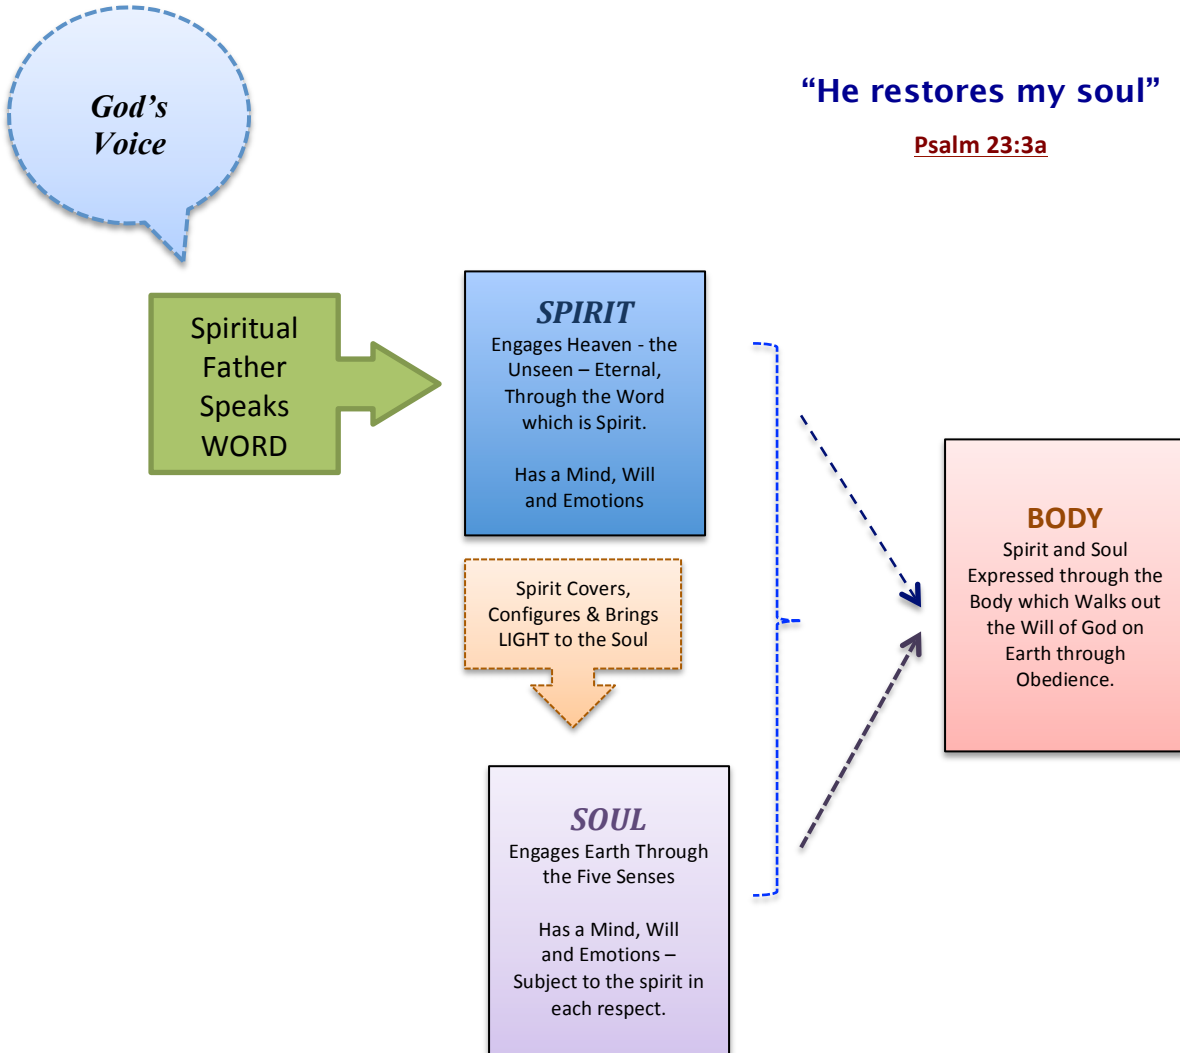 God’s
Voice
“He restores my soul”
Psalm 23:3a
Spiritual
Father
Speaks
WORD
SPIRIT
Engages Heaven - the
Unseen – Eternal,
Through the Word
which is Spirit.
Has a Mind, Will
and Emotions
Spirit Covers,
Configures & Brings
LIGHT to the Soul
SOUL
Engages Earth Through
the Five Senses
Has a Mind, Will
and Emotions –
Subject to the spirit in
each respect.
BODY
Spirit and Soul
Expressed through the
Body which Walks out
the Will of God on
Earth through
Obedience.